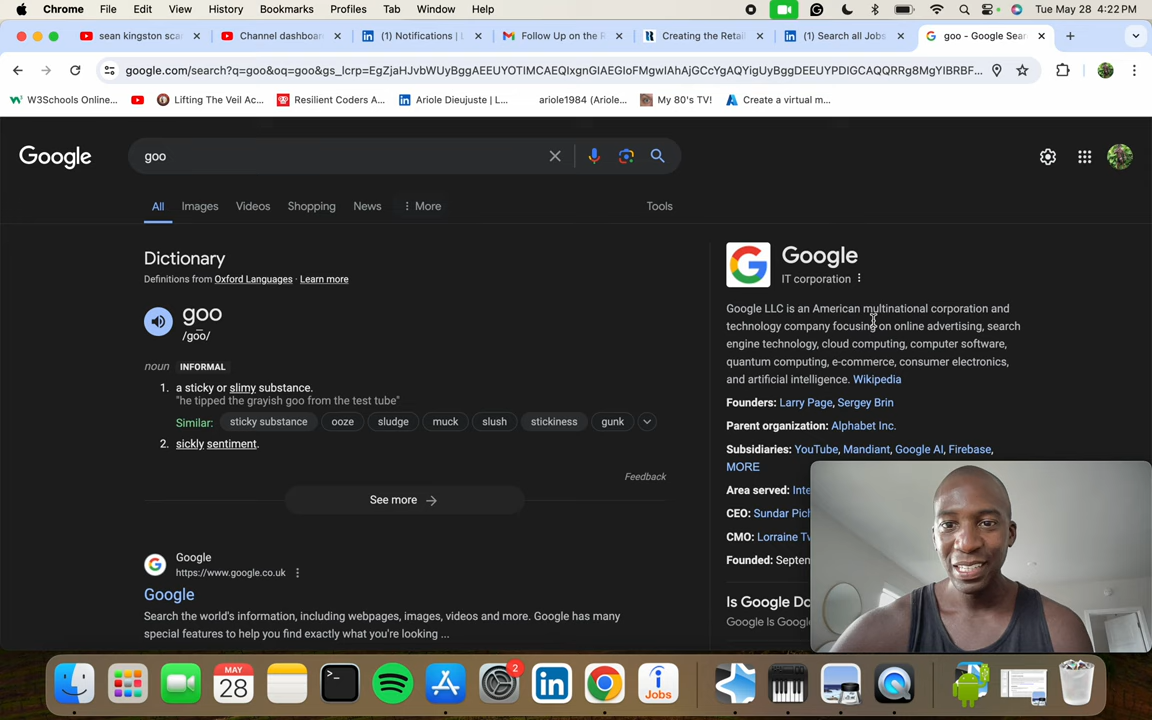 Chrome File Edit View History Bookmarks Profiles Tab Window Help Tue May 28 4:22 PM
sean kingston sca
Channel dashboar
(1) Notifications | L
Follow Up on the R
Creating the Retail
(1) Search all Jobs
goo - Google Sear
google.com/search?q=goo&oq=goo&gs_lcrp=EgZjaHJvbWUyBggAEEUYOTIMCAEQIxgnGIAEGIoFMgwIAhAjGCcYgAQYigUyBggDEEUYPDIGCAQQRRg8MgYIBRBF...
W3Schools Online...
Lifting The Veil Ac...
Resilient Coders A...
Ariole Dieujuste | L...
ariole1984 (Ariole...
My 80's TV!
Create a virtual m...
Google
goo
All Images Videos Shopping News More Tools
Dictionary
Definitions from Oxford Languages · Learn more
goo
/ɡo͞o/
noun INFORMAL
1. a sticky or slimy substance.
"he tipped the grayish goo from the test tube"
Similar: sticky substance ooze sludge muck slush stickiness gunk
2. sickly sentiment.
Feedback
See more
Google
https://www.google.co.uk
Google
Search the world's information, including webpages, images, videos and more. Google has many
special features to help you find exactly what you're looking ...
Google
IT corporation
Google LLC is an American multinational corporation and
technology company focusing on online advertising, search
engine technology, cloud computing, computer software,
quantum computing, e-commerce, consumer electronics,
and artificial intelligence. Wikipedia
Founders: Larry Page, Sergey Brin
Parent organization: Alphabet Inc.
Subsidiaries: YouTube, Mandiant, Google AI, Firebase,
MORE
Area served:
CEO: Sundar
CMO: Lorraine
Founded:
Is Google
Is Google
MAY
28
2
Jobs